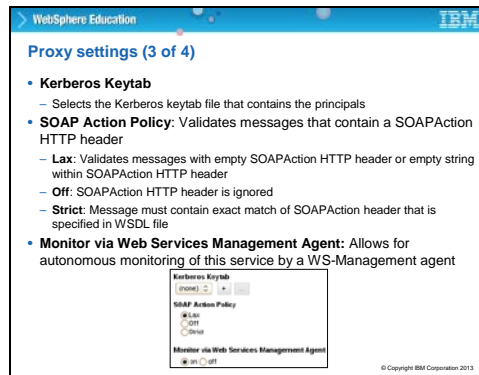 WebSphere Education
IBM
Proxy settings (3 of 4)
• Kerberos Keytab
– Selects the Kerberos keytab file that contains the principals
• SOAP Action Policy: Validates messages that contain a SOAPAction
HTTP header
– Lax: Validates messages with empty SOAPAction HTTP header or empty string
within SOAPAction HTTP header
– Off: SOAPAction HTTP header is ignored
– Strict: Message must contain exact match of SOAPAction header that is
specified in WSDL file
• Monitor via Web Services Management Agent: Allows for
autonomous monitoring of this service by a WS-Management agent
Kerberos Keytab
(none) + ...
SOAP Action Policy
Lax
Off
Strict
Monitor via Web Services Management Agent
on off
© Copyright IBM Corporation 2013